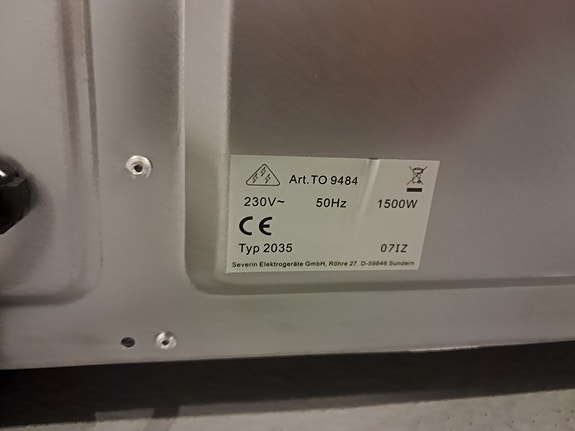 Art. TO 9484
230V~ 50Hz 1500W
CE
Typ 2035 07IZ
Severin Elektrogeräte GmbH, Röhre 27, D-59846 Sundern